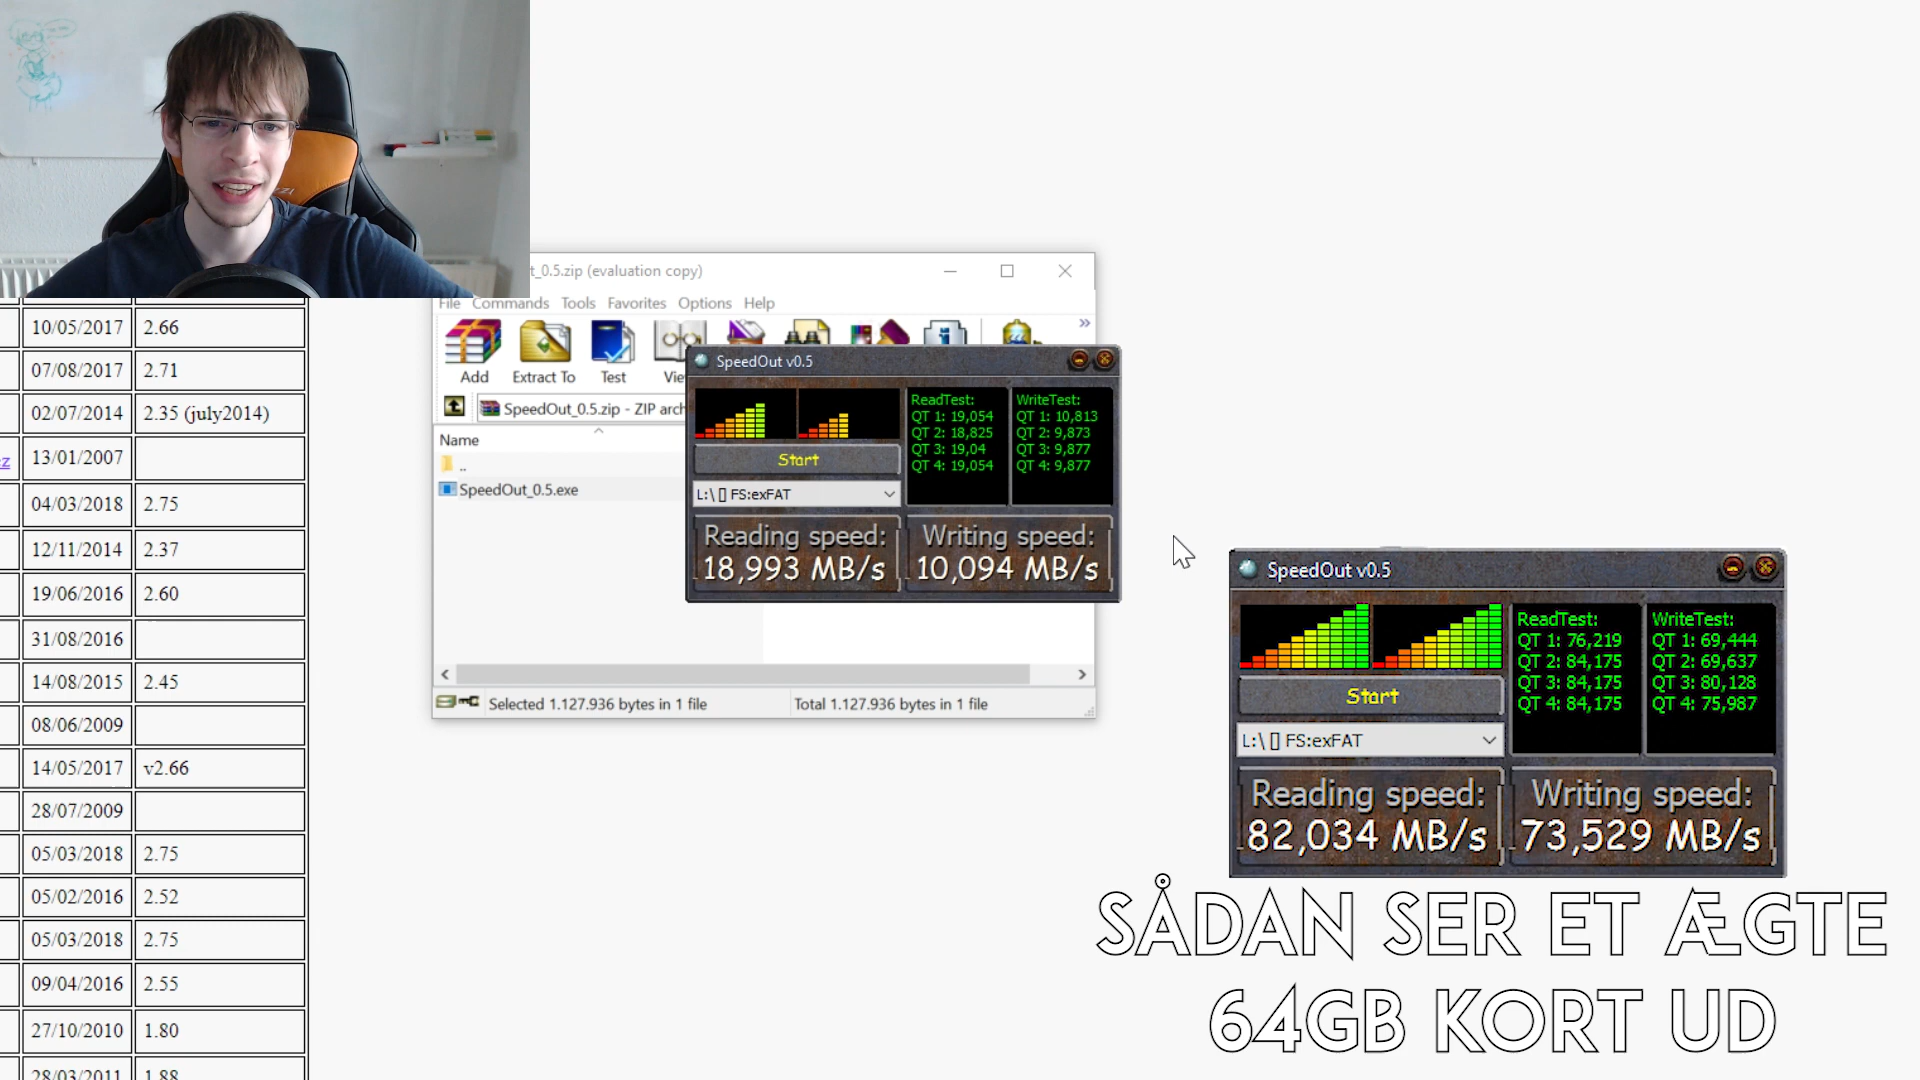 t_0.5.zip (evaluation copy)
File Commands Tools Favorites Options Help
Add Extract To Test
SpeedOut_0.5.zip - ZIP
Name
..
SpeedOut_0.5.exe
Selected 1.127.936 bytes in 1 file
Total 1.127.936 bytes in 1 file
SpeedOut v0.5
ReadTest:
QT 1: 19,054
QT 2: 18,825
QT 3: 19,04
QT 4: 19,054
WriteTest:
QT 1: 10,813
QT 2: 9,873
QT 3: 9,877
QT 4: 9,877
Start
L:\ [] FS:exFAT
Reading speed:
18,993 MB/s
Writing speed:
10,094 MB/s
10/05/2017 2.66
07/08/2017 2.71
02/07/2014 2.35 (july2014)
z 13/01/2007
04/03/2018 2.75
12/11/2014 2.37
19/06/2016 2.60
31/08/2016
14/08/2015 2.45
08/06/2009
14/05/2017 v2.66
28/07/2009
05/03/2018 2.75
05/02/2016 2.52
05/03/2018 2.75
09/04/2016 2.55
27/10/2010 1.80
28/03/2011 1.88
SpeedOut v0.5
ReadTest:
QT 1: 76,219
QT 2: 84,175
QT 3: 84,175
QT 4: 84,175
WriteTest:
QT 1: 69,444
QT 2: 69,637
QT 3: 80,128
QT 4: 75,987
Start
L:\ [] FS:exFAT
Reading speed:
82,034 MB/s
Writing speed:
73,529 MB/s
SÅDAN SER ET ÆGTE
64GB KORT UD